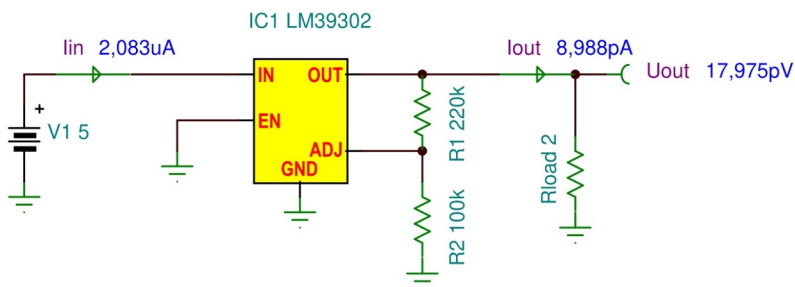 IC1 LM39302
Iin 2,083uA
Iout 8,988pA
Uout 17,975pV
IN
OUT
EN
ADJ
GND
+
V1 5
R1 220k
R2 100k
Rload 2